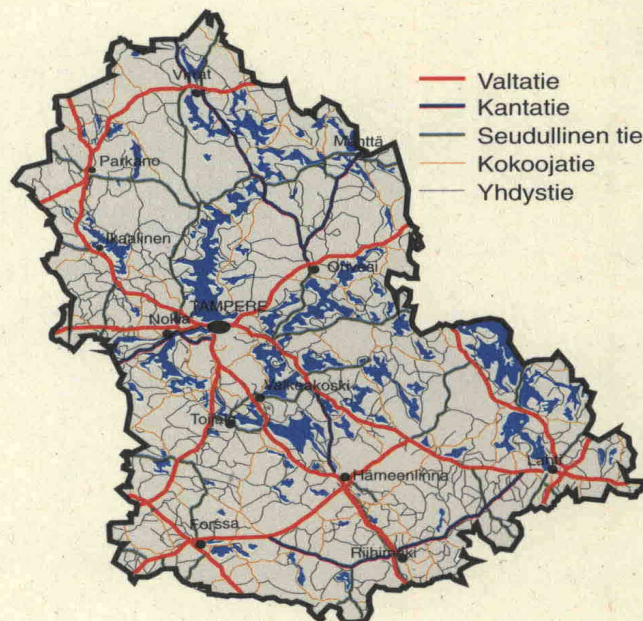 Virrat
Mänttä
Parkano
Ikaalinen
Orivesi
TAMPERE
Nokia
Valkeakoski
Toijala
Lahti
Hämeenlinna
Forssa
Riihimäki
Valtatie
Kantatie
Seudullinen tie
Kokoojatie
Yhdystie